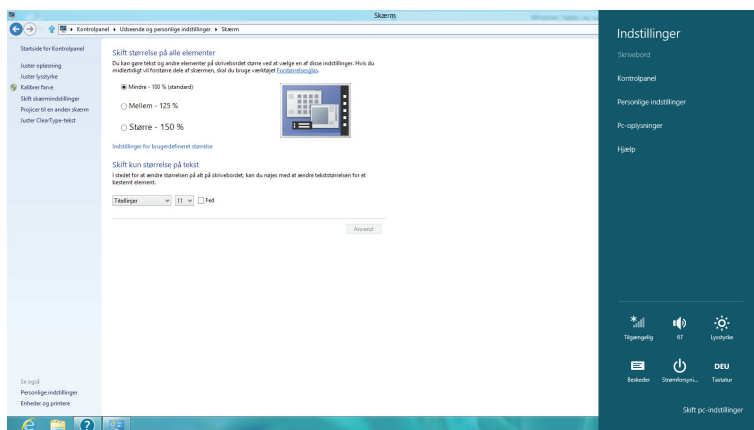 Skærm
Kontrolpanel ▸ Udseende og personlige indstillinger ▸ Skærm
Startside for Kontrolpanel
Juster opløsning
Juster lysstyrke
Kalibrer farve
Skift skærmindstillinger
Projicer til en anden skærm
Juster ClearType-tekst
Se også
Personlige indstillinger
Enheder og printere
Skift størrelse på alle elementer
Du kan gøre tekst og andre elementer på skrivebordet større ved at vælge en af disse indstillinger. Hvis du
midlertidigt vil forstørre dele af skærmen, skal du bruge værktøjet Forstørrelsesglas.
Mindre - 100 % (standard)
Mellem - 125 %
Større - 150 %
Indstillinger for brugerdefineret størrelse
Skift kun størrelse på tekst
I stedet for at ændre størrelsen på alt på skrivebordet, kan du nøjes med at ændre tekststørrelsen for et
bestemt element.
Titellinjer 11 Fed
Anvend
Indstillinger
Skrivebord
Kontrolpanel
Personlige indstillinger
Pc-oplysninger
Hjælp
Tilgængelig 67 Lysstyrke
DEU
Beskeder Strømforsyni... Tastatur
Skift pc-indstillinger